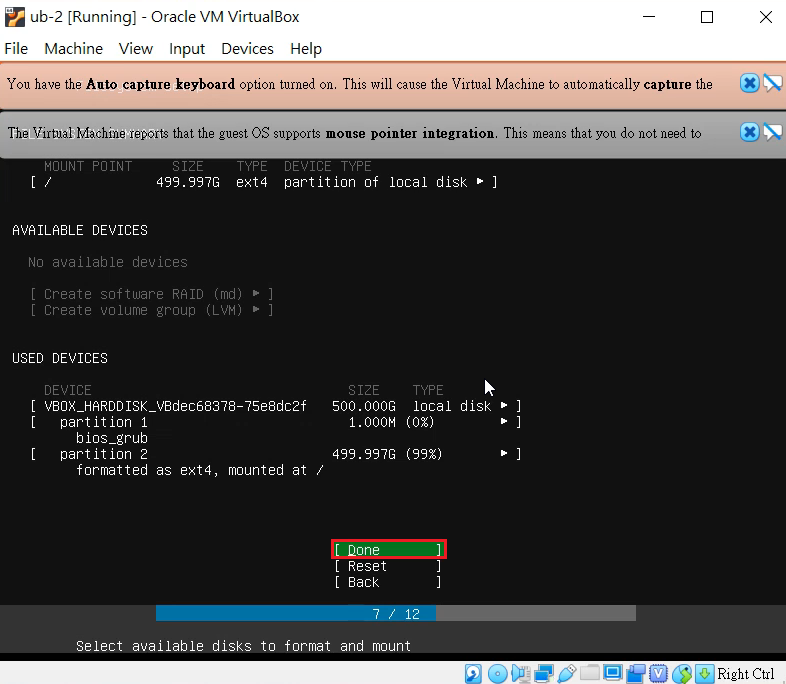 ub-2 [Running] - Oracle VM VirtualBox
File Machine View Input Devices Help
You have the Auto capture keyboard option turned on. This will cause the Virtual Machine to automatically capture the
The Virtual Machine reports that the guest OS supports mouse pointer integration. This means that you do not need to
MOUNT POINT SIZE TYPE DEVICE TYPE
[ / 499.997G ext4 partition of local disk ▸ ]
AVAILABLE DEVICES
No available devices
[ Create software RAID (md) ▸ ]
[ Create volume group (LVM) ▸ ]
USED DEVICES
DEVICE SIZE TYPE
[ VBOX_HARDDISK_VBdec68378-75e8dc2f 500.000G local disk ▸ ]
[ partition 1 1.000M (0%) ▸ ]
bios_grub
[ partition 2 499.997G (99%) ▸ ]
formatted as ext4, mounted at /
[ Done ]
[ Reset ]
[ Back ]
7 / 12
Select available disks to format and mount
Right Ctrl